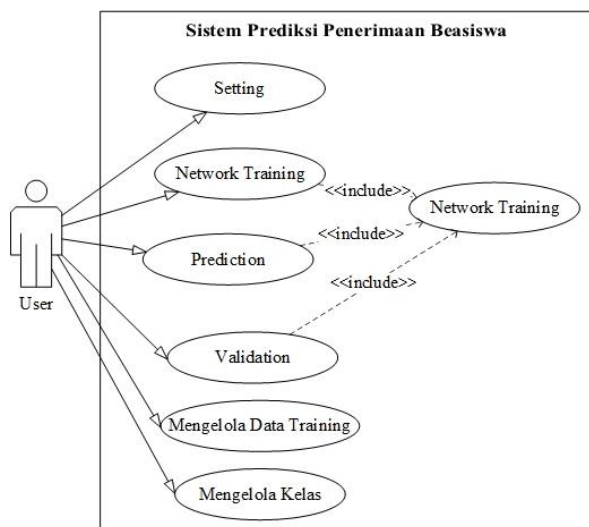 Sistem Prediksi Penerimaan Beasiswa
Setting
Network Training
<<include>>
Network Training
Prediction
<<include>>
<<include>>
User
Validation
Mengelola Data Training
Mengelola Kelas